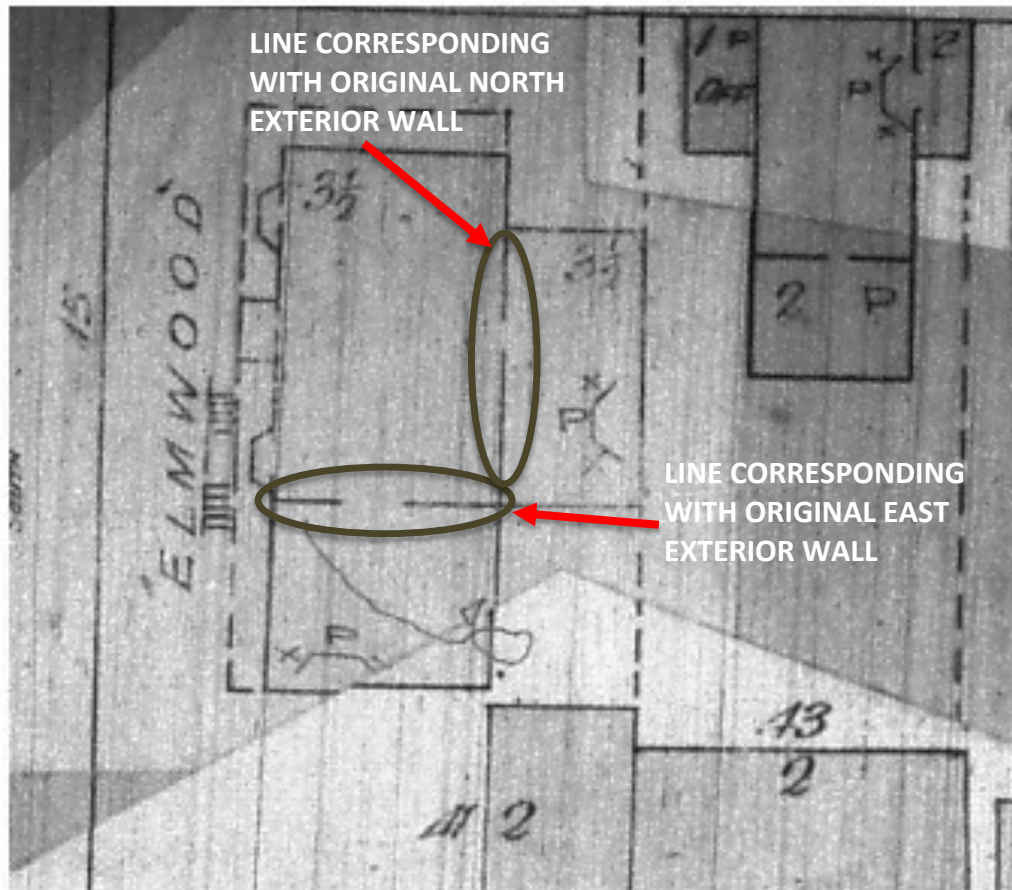 LINE CORRESPONDING
WITH ORIGINAL NORTH
EXTERIOR WALL
1 P
OFF
2
P
x
x
3½
3½
15
"ELMWOOD"
2 P
x
P
LINE CORRESPONDING
WITH ORIGINAL EAST
EXTERIOR WALL
x P
13
2
2